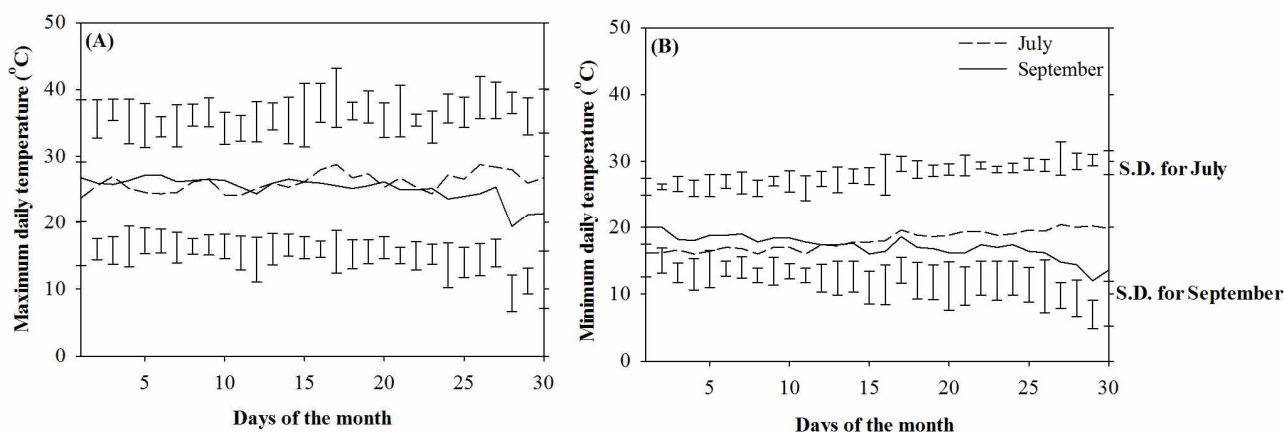 (A)
Maximum daily temperature (°C)
50
40
30
20
10
0
5
10
15
20
25
30
Days of the month
(B)
Minimum daily temperature (°C)
50
40
30
20
10
0
5
10
15
20
25
30
Days of the month
July
September
S.D. for July
S.D. for September